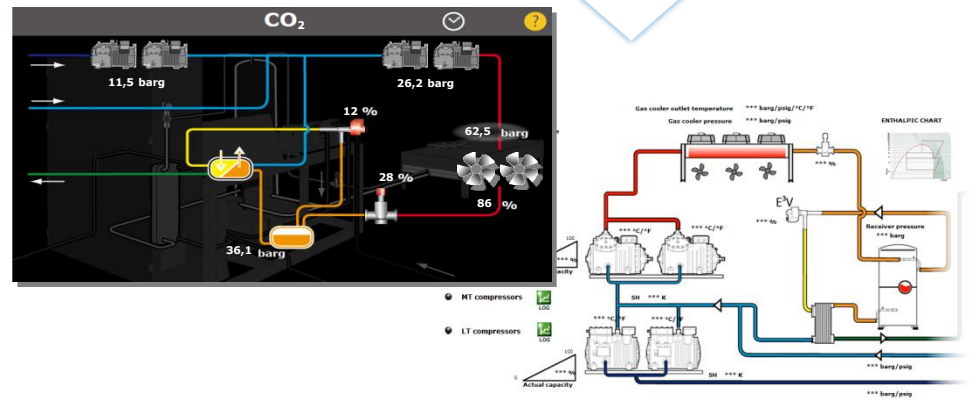 CO₂
?
11,5 barg
26,2 barg
12 %
62,5 barg
28 %
86 %
36,1 barg
Gas cooler outlet temperature *** barg/psig/°C/°F
Gas cooler pressure *** barg/psig
ENTHALPIC CHART
*** %
E³V
*** %
Receiver pressure
*** barg
*** °C/°F
*** °C/°F
100
*** %
acity
MT compressors
LOG
SH *** K
LT compressors
LOG
*** °C/°F
*** °C/°F
100
*** %
0
Actual capacity
SH *** K
*** barg/psig
*** barg/psig